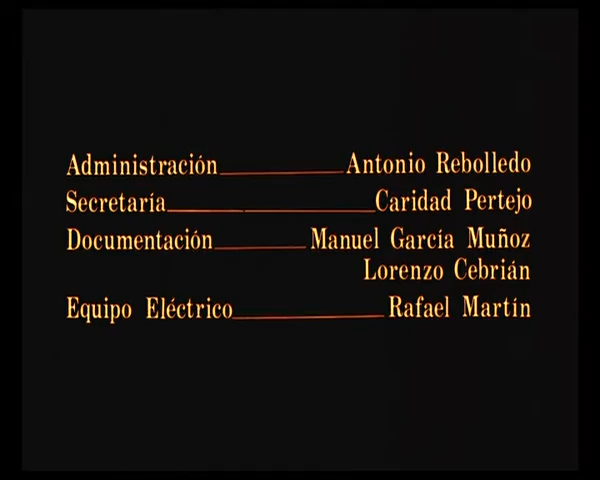 Administración Antonio Rebolledo
Secretaría Caridad Pertejo
Documentación Manuel García Muñoz
Lorenzo Cebrián
Equipo Eléctrico Rafael Martín